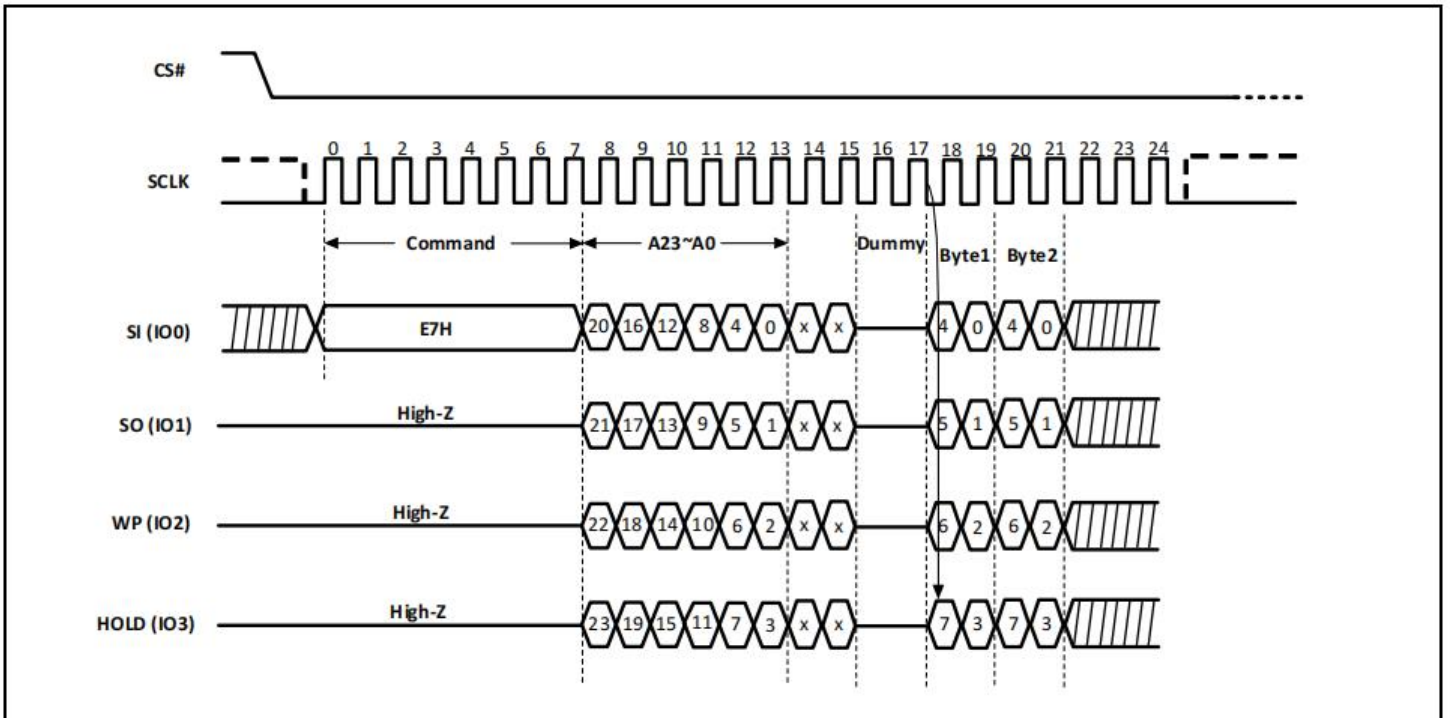 CS#
0 1 2 3 4 5 6 7 8 9 10 11 12 13 14 15 16 17 18 19 20 21 22 23 24
SCLK
Command A23~A0 Dummy Byte1 Byte2
SI (IO0) E7H 20 16 12 8 4 0 x x 4 0 4 0
SO (IO1) High-Z 21 17 13 9 5 1 x x 5 1 5 1
WP (IO2) High-Z 22 18 14 10 6 2 x x 6 2 6 2
HOLD (IO3) High-Z 23 19 15 11 7 3 x x 7 3 7 3